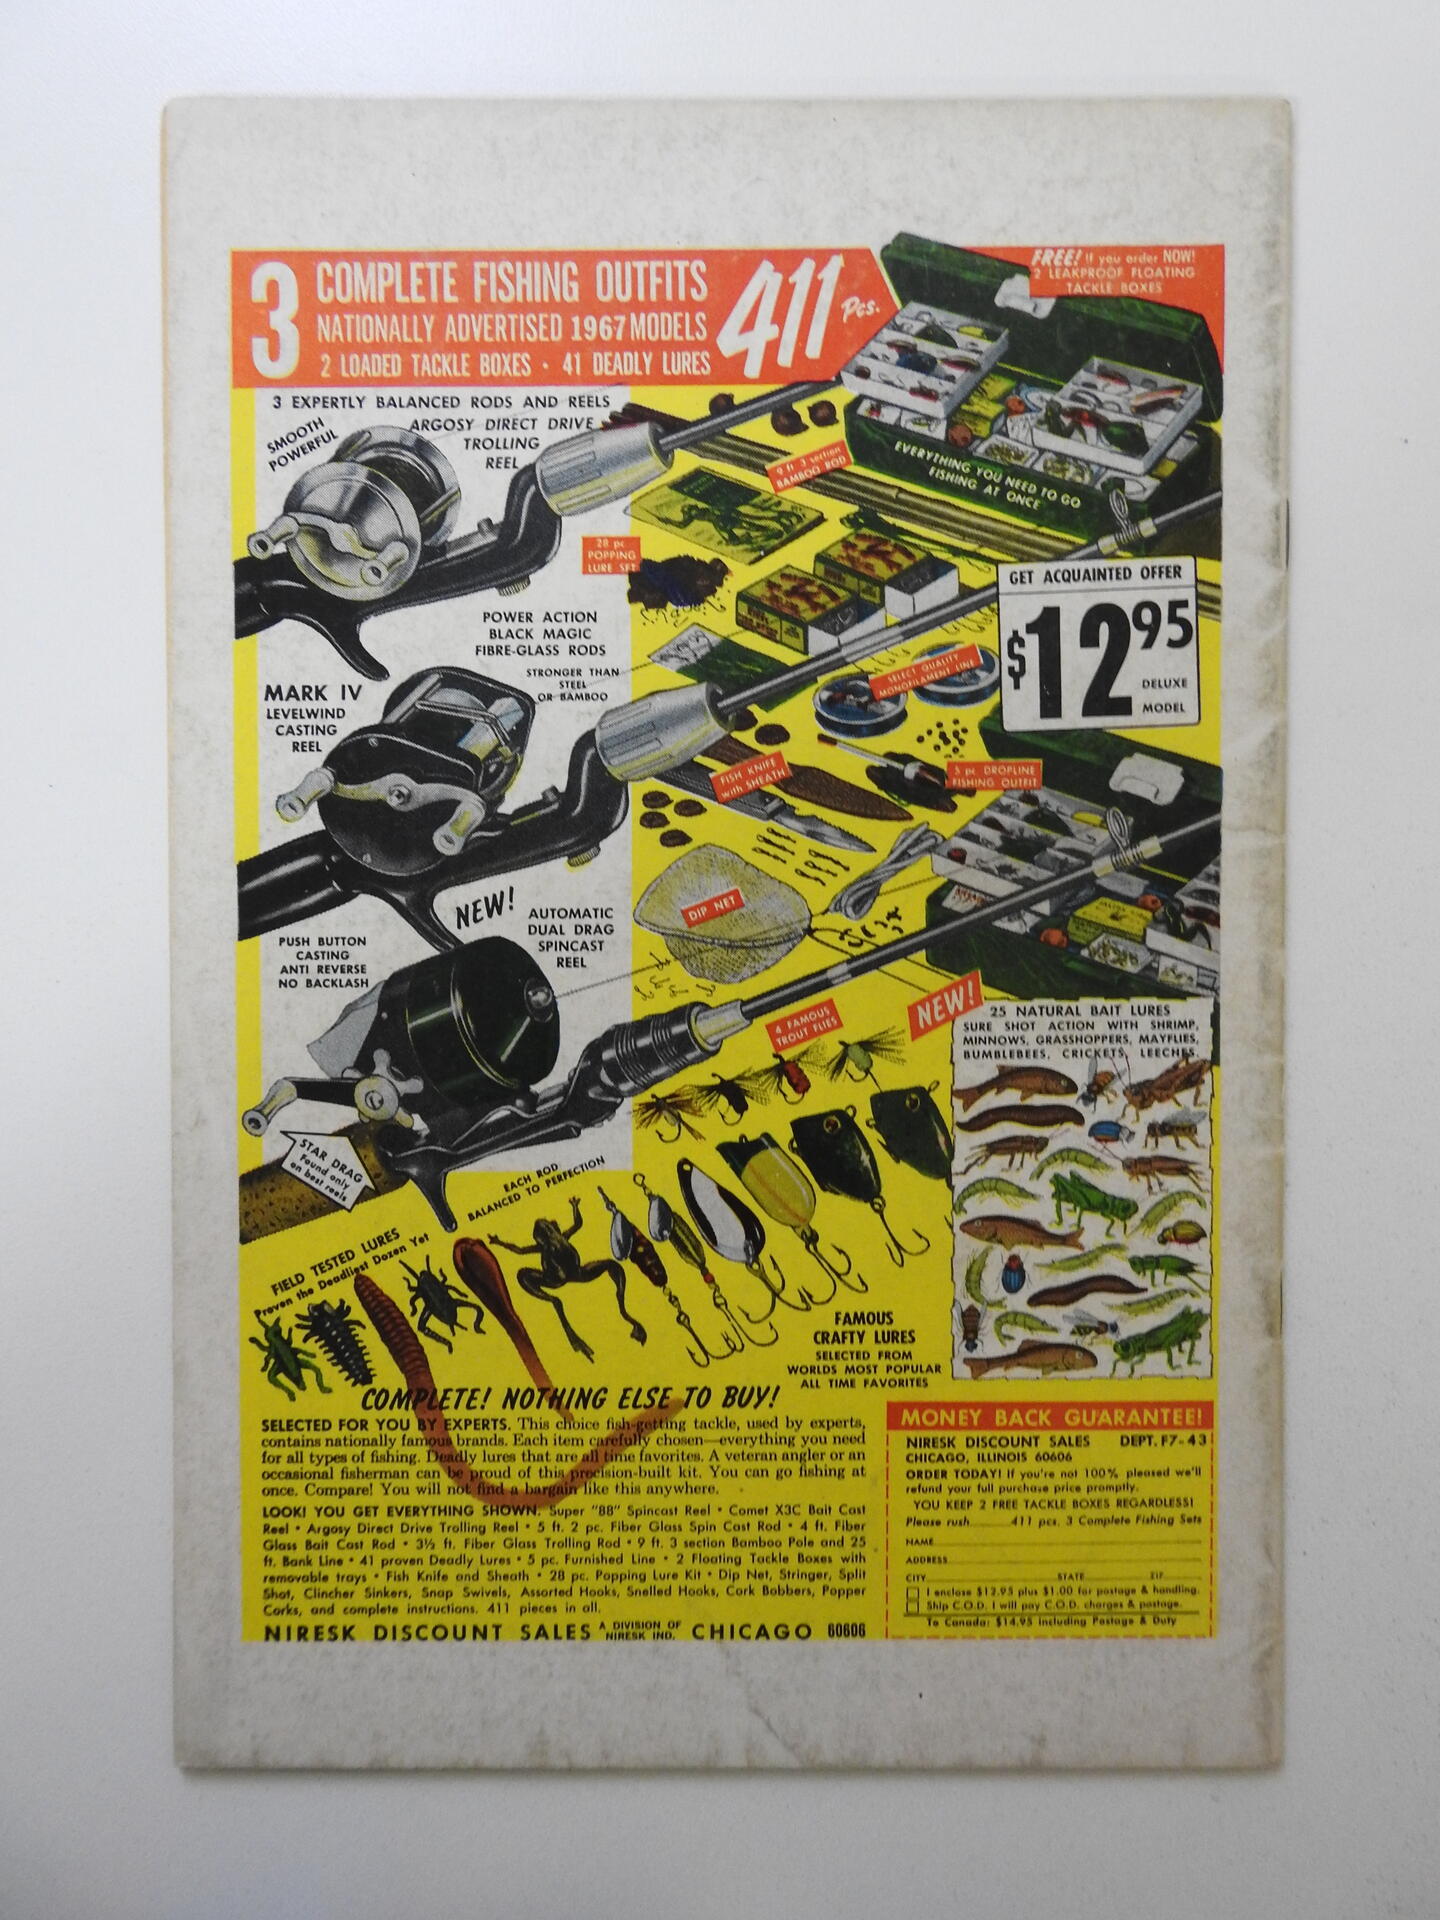 3
COMPLETE FISHING OUTFITS
NATIONALLY ADVERTISED 1967 MODELS
2 LOADED TACKLE BOXES • 41 DEADLY LURES
411 Pcs.
FREE! If you order NOW!
2 LEAKPROOF FLOATING
TACKLE BOXES
3 EXPERTLY BALANCED RODS AND REELS
SMOOTH
POWERFUL
ARGOSY DIRECT DRIVE
TROLLING
REEL
9 ft 3 section
BAMBOO ROD
EVERYTHING YOU NEED TO GO
FISHING AT ONCE
28 pc.
POPPING
LURE SET
GET ACQUAINTED OFFER
$12.95
DELUXE
MODEL
POWER ACTION
BLACK MAGIC
FIBRE-GLASS RODS
STRONGER THAN
STEEL
OR BAMBOO
SELECT QUALITY
MONOFILAMENT LINE
MARK IV
LEVELWIND
CASTING
REEL
FISH KNIFE
with SHEATH
5 pc. DROPLINE
FISHING OUTFIT
DIP NET
NEW!
AUTOMATIC
DUAL DRAG
SPINCAST
REEL
PUSH BUTTON
CASTING
ANTI REVERSE
NO BACKLASH
4 FAMOUS
TROUT FLIES
NEW!
25 NATURAL BAIT LURES
SURE SHOT ACTION WITH SHRIMP,
MINNOWS, GRASSHOPPERS, MAYFLIES,
BUMBLEBEES, CRICKETS, LEECHES.
STAR DRAG
Found only
on best reels
EACH ROD
BALANCED TO PERFECTION
FIELD TESTED LURES
Proven the Deadliest Dozen Yet
FAMOUS
CRAFTY LURES
SELECTED FROM
WORLDS MOST POPULAR
ALL TIME FAVORITES
COMPLETE! NOTHING ELSE TO BUY!
SELECTED FOR YOU BY EXPERTS. This choice fish-getting tackle, used by experts,
contains nationally famous brands. Each item carefully chosen—everything you need
for all types of fishing. Deadly lures that are all time favorites. A veteran angler or an
occasional fisherman can be proud of this precision-built kit. You can go fishing at
once. Compare! You will not find a bargain like this anywhere.
LOOK! YOU GET EVERYTHING SHOWN. Super "88" Spincast Reel • Comet X3C Bait Cast
Reel • Argosy Direct Drive Trolling Reel • 5 ft. 2 pc. Fiber Glass Spin Cast Rod • 4 ft. Fiber
Glass Bait Cast Rod • 3½ ft. Fiber Glass Trolling Rod • 9 ft. 3 section Bamboo Pole and 25
ft. Bank Line • 41 proven Deadly Lures • 5 pc. Furnished Line • 2 Floating Tackle Boxes with
removable trays • Fish Knife and Sheath • 28 pc. Popping Lure Kit • Dip Net, Stringer, Split
Shot, Clincher Sinkers, Snap Swivels, Assorted Hooks, Snelled Hooks, Cork Bobbers, Popper
Corks, and complete instructions. 411 pieces in all.
NIRESK DISCOUNT SALES A DIVISION OF NIRESK IND. CHICAGO 60606
MONEY BACK GUARANTEE!
NIRESK DISCOUNT SALES DEPT. F7-43
CHICAGO, ILLINOIS 60606
ORDER TODAY! If you're not 100% pleased we'll
refund your full purchase price promptly.
YOU KEEP 2 FREE TACKLE BOXES REGARDLESS!
Please rush 411 pcs. 3 Complete Fishing Sets
NAME
ADDRESS
CITY STATE ZIP
I enclose $12.95 plus $1.00 for postage & handling.
Ship C.O.D. I will pay C.O.D. charges & postage.
To Canada: $14.95 including Postage & Duty